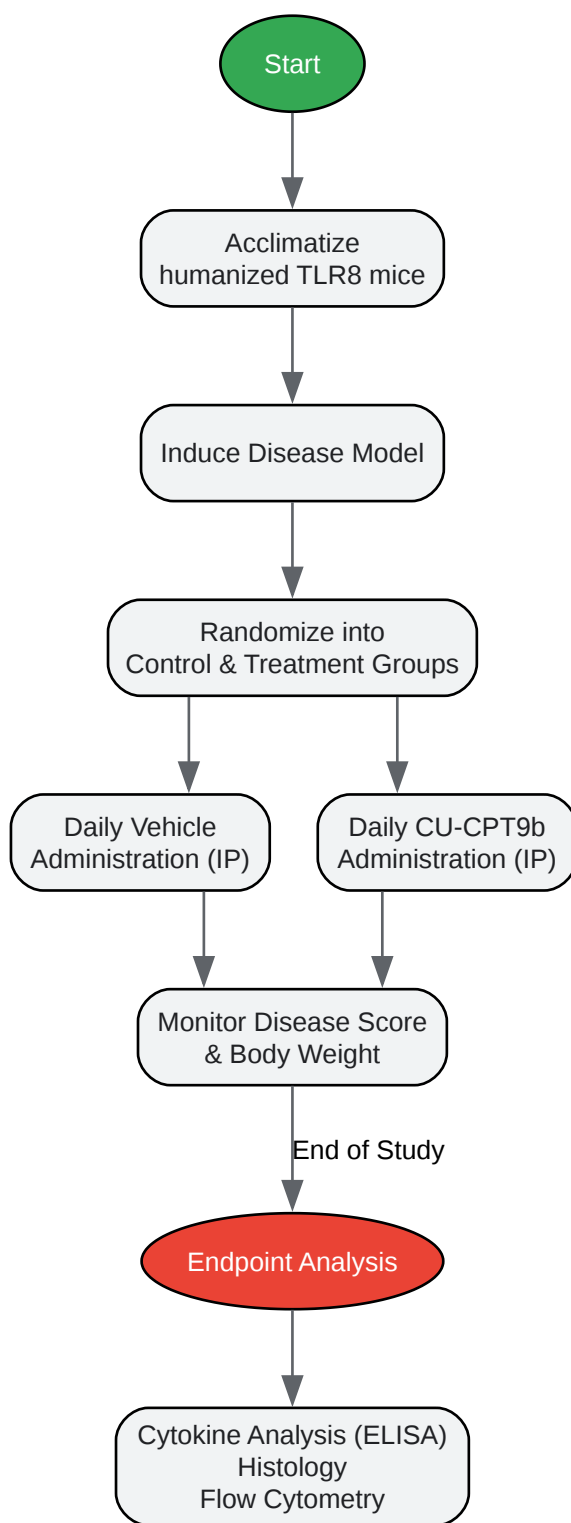 Start
Acclimatize
humanized TLR8 mice
Induce Disease Model
Randomize into
Control & Treatment Groups
Daily Vehicle
Administration (IP)
Daily CU-CPT9b
Administration (IP)
Monitor Disease Score
& Body Weight
End of Study
Endpoint Analysis
Cytokine Analysis (ELISA)
Histology
Flow Cytometry